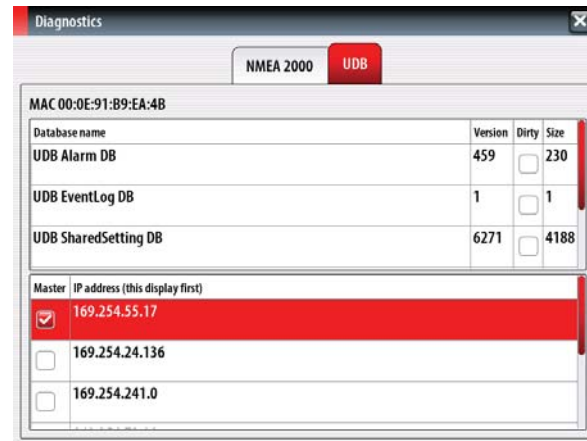 Diagnostics
NMEA 2000 UDB
MAC 00:0E:91:B9:EA:4B
Database name Version Dirty Size
UDB Alarm DB 459 230
UDB EventLog DB 1 1
UDB SharedSetting DB 6271 4188
Master IP address (this display first)
169.254.55.17
169.254.24.136
169.254.241.0